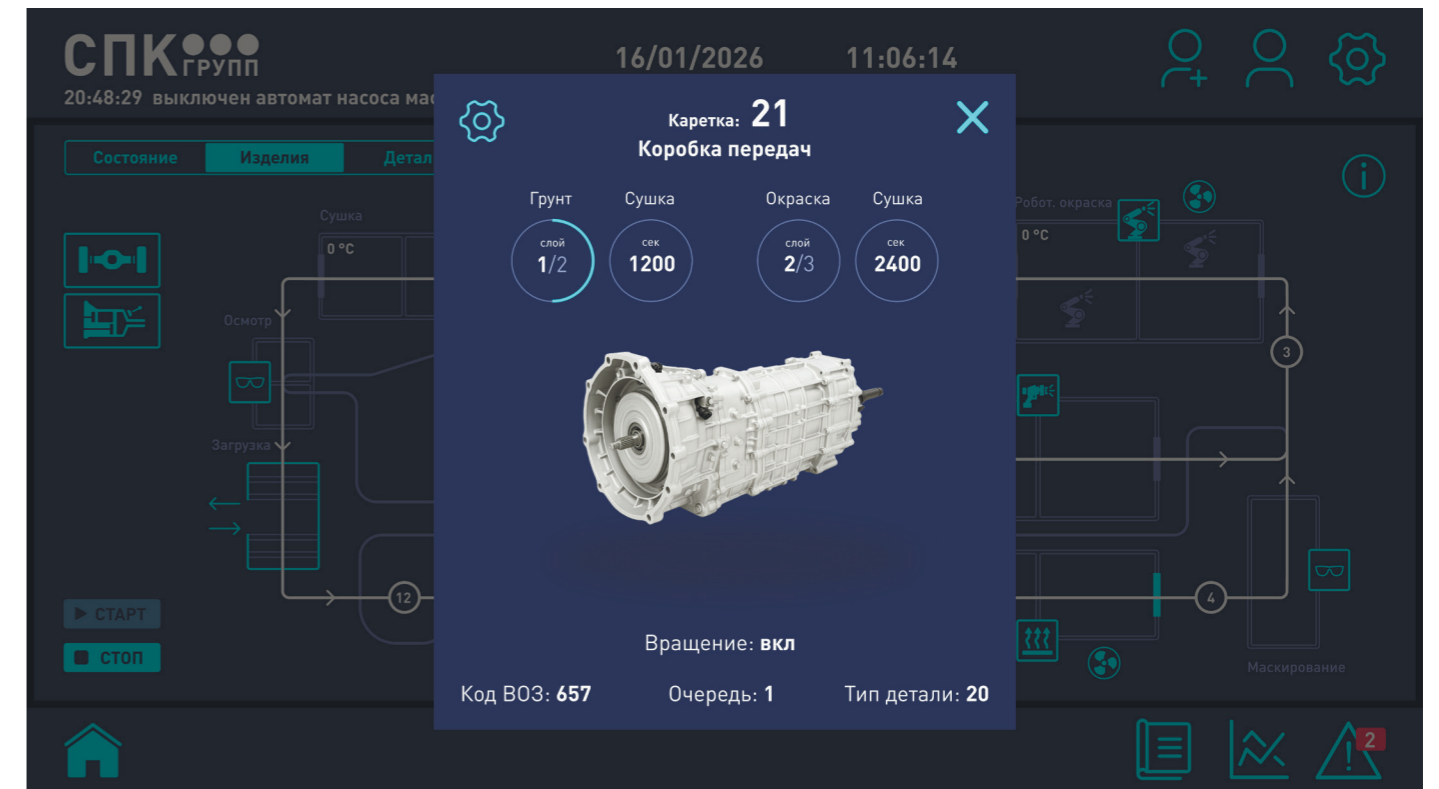 СПК ГРУПП
16/01/2026 11:06:14
20:48:29 выключен автомат насоса мас
Каретка: 21
Коробка передач
Состояние Изделия Детал
Грунт Сушка Окраска Сушка
слой сек слой сек
1/2 1200 2/3 2400
Сушка
0 °C
Робот. окраска
0 °C
Осмотр
3
Загрузка
12
4
СТАРТ
СТОП
Вращение: вкл
Маскирование
Код ВОЗ: 657 Очередь: 1 Тип детали: 20
2